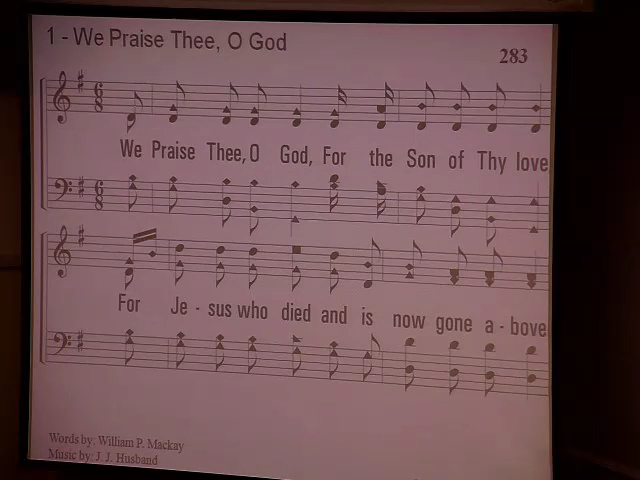 1 - We Praise Thee, O God
283
We Praise Thee, O God, For the Son of Thy love
For Je - sus who died and is now gone a - bove
Words by: William P. Mackay
Music by: J. J. Husband